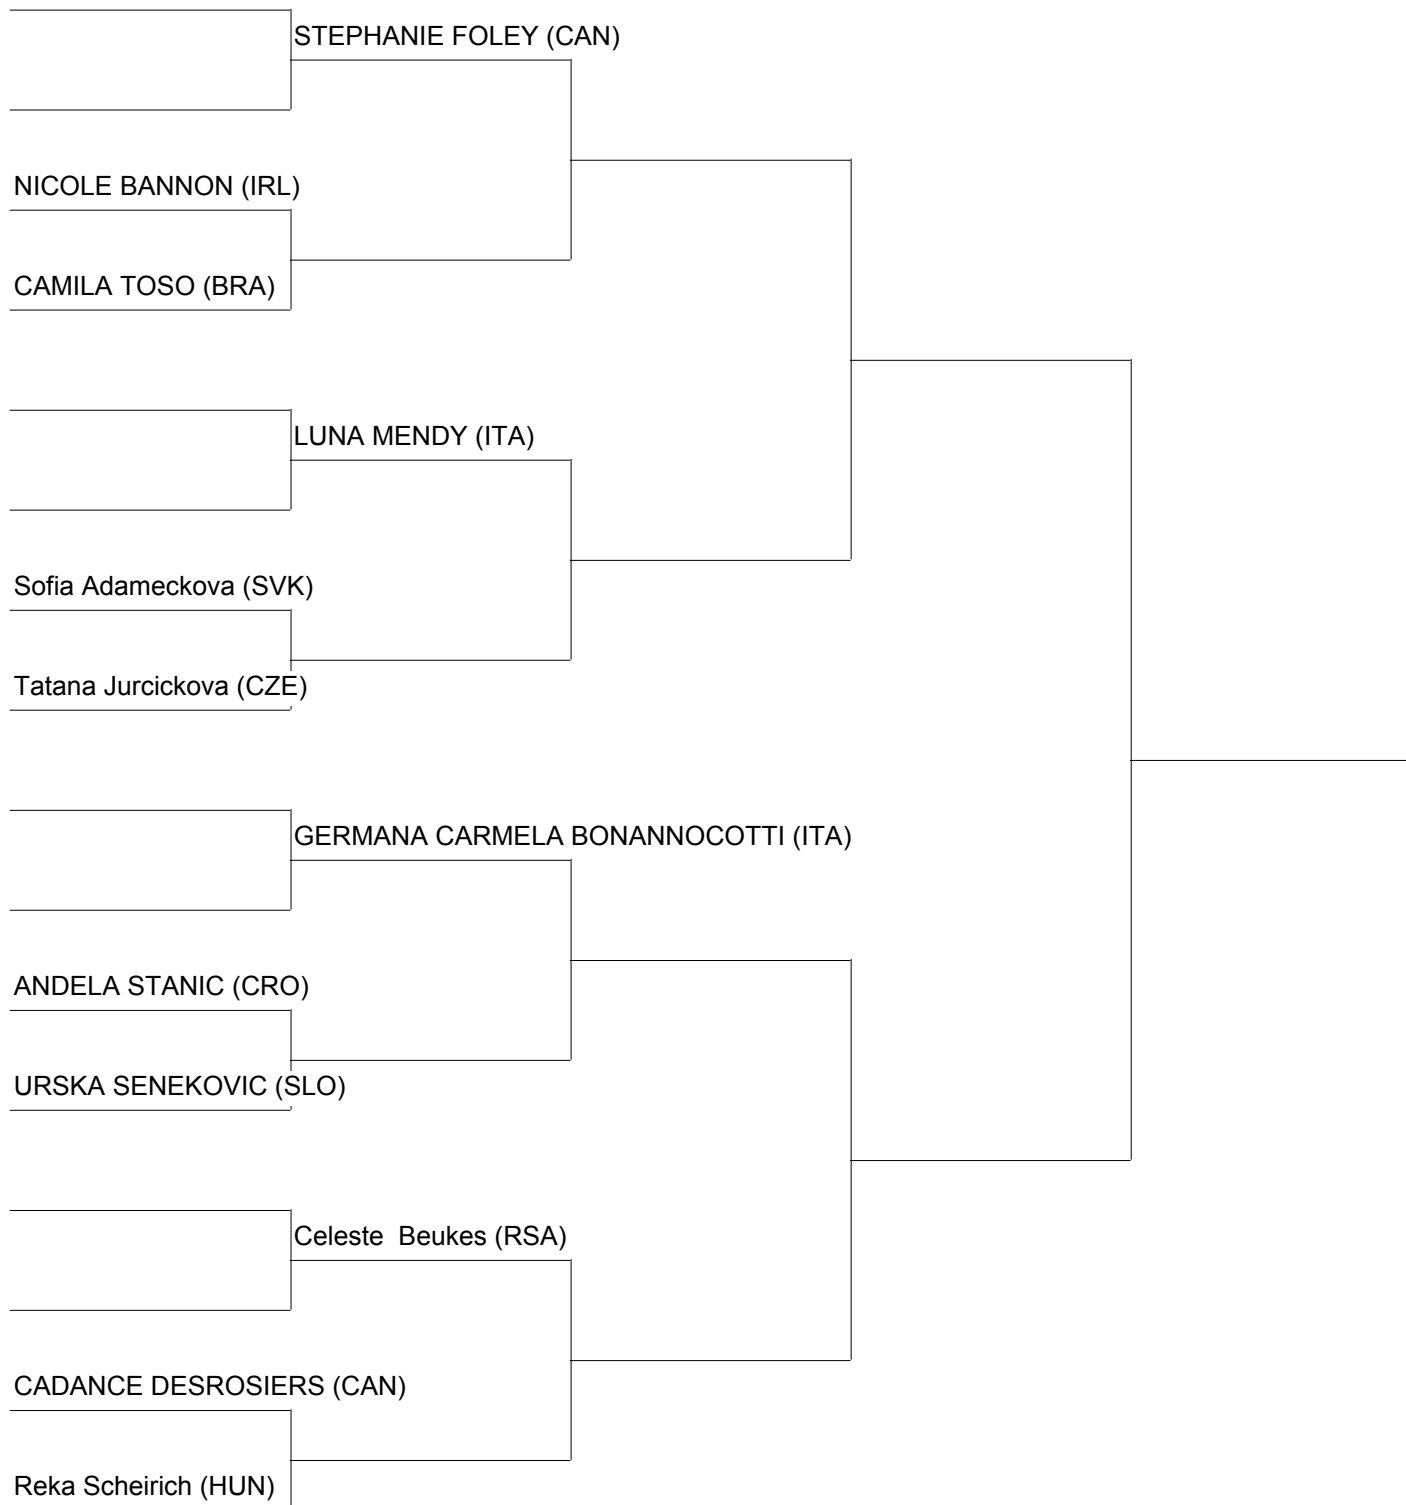 STEPHANIE FOLEY (CAN)
NICOLE BANNON (IRL)
CAMILA TOSO (BRA)
LUNA MENDY (ITA)
Sofia Adameckova (SVK)
Tatana Jurcickova (CZE)
GERMANA CARMELA BONANNOCOTTI (ITA)
ANDELA STANIC (CRO)
URSKA SENEKOVIC (SLO)
Celeste  Beukes (RSA)
CADANCE DESROSIERS (CAN)
Reka Scheirich (HUN)